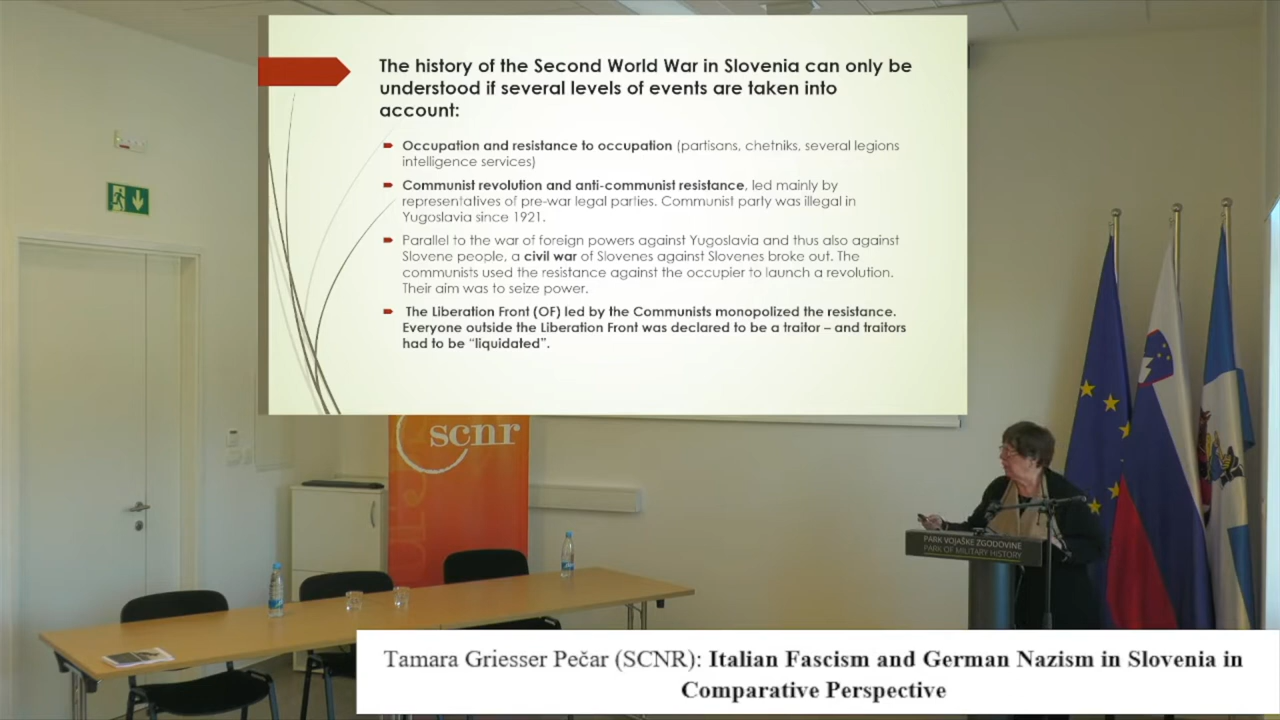 The history of the Second World War in Slovenia can only be
understood if several levels of events are taken into
account:
Occupation and resistance to occupation (partisans, chetniks, several legions
intelligence services)
Communist revolution and anti-communist resistance, led mainly by
representatives of pre-war legal parties. Communist party was illegal in
Yugoslavia since 1921.
Parallel to the war of foreign powers against Yugoslavia and thus also against
Slovene people, a civil war of Slovenes against Slovenes broke out. The
communists used the resistance against the occupier to launch a revolution.
Their aim was to seize power.
The Liberation Front (OF) led by the Communists monopolized the resistance.
Everyone outside the Liberation Front was declared to be a traitor – and traitors
had to be “liquidated”.
scnr
PARK VOJAŠKE ZGODOVINE
PARK OF MILITARY HISTORY
Tamara Griesser Pečar (SCNR): Italian Fascism and German Nazism in Slovenia in
Comparative Perspective